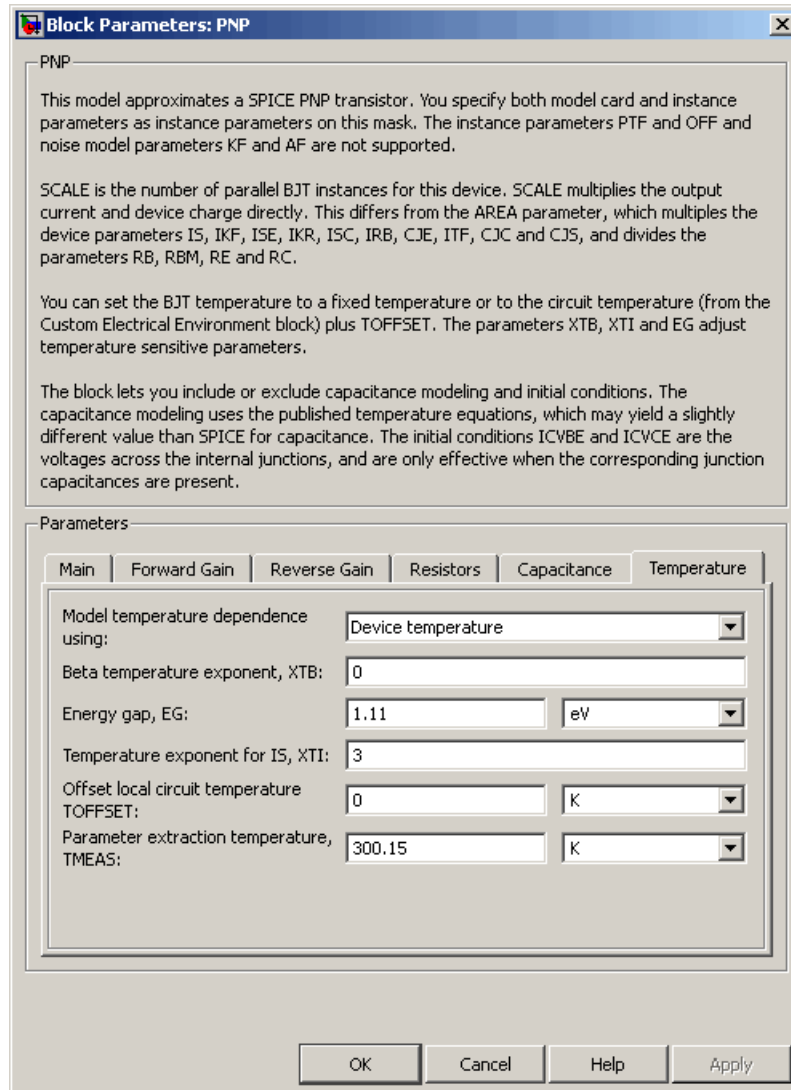 Block Parameters: PNP
PNP
This model approximates a SPICE PNP transistor. You specify both model card and instance
parameters as instance parameters on this mask. The instance parameters PTF and OFF and
noise model parameters KF and AF are not supported.
SCALE is the number of parallel BJT instances for this device. SCALE multiplies the output
current and device charge directly. This differs from the AREA parameter, which multiples the
device parameters IS, IKF, ISE, IKR, ISC, IRB, CJE, ITF, CJC and CJS, and divides the
parameters RB, RBM, RE and RC.
You can set the BJT temperature to a fixed temperature or to the circuit temperature (from the
Custom Electrical Environment block) plus TOFFSET. The parameters XTB, XTI and EG adjust
temperature sensitive parameters.
The block lets you include or exclude capacitance modeling and initial conditions. The
capacitance modeling uses the published temperature equations, which may yield a slightly
different value than SPICE for capacitance. The initial conditions ICVBE and ICVCE are the
voltages across the internal junctions, and are only effective when the corresponding junction
capacitances are present.
Parameters
Main Forward Gain Reverse Gain Resistors Capacitance Temperature
Model temperature dependence
using: Device temperature
Beta temperature exponent, XTB: 0
Energy gap, EG: 1.11 eV
Temperature exponent for IS, XTI: 3
Offset local circuit temperature
TOFFSET: 0 K
Parameter extraction temperature,
TMEAS: 300.15 K
OK Cancel Help Apply